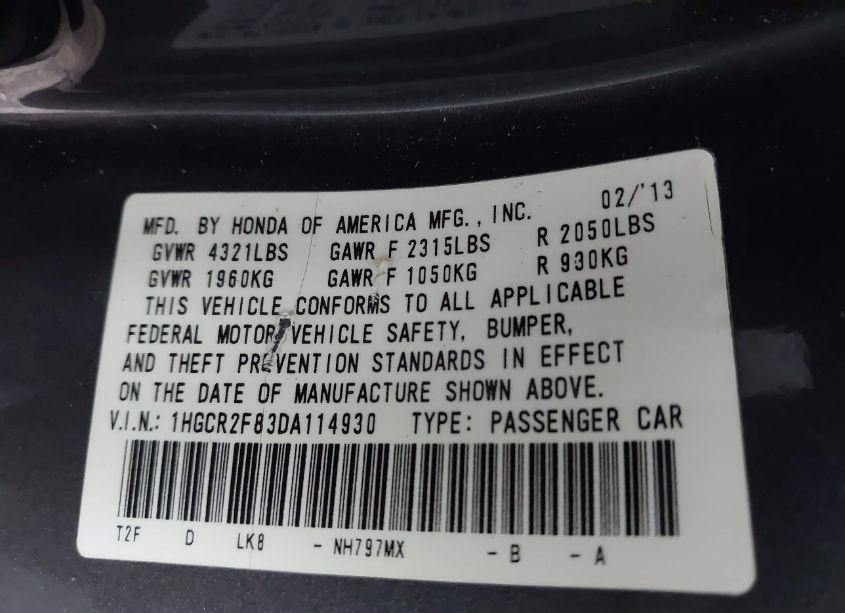 MFD. BY HONDA OF AMERICA MFG., INC. 02/'13
GVWR 4321LBS GAWR F 2315LBS R 2050LBS
GVWR 1960KG GAWR F 1050KG R 930KG
THIS VEHICLE CONFORMS TO ALL APPLICABLE
FEDERAL MOTOR VEHICLE SAFETY, BUMPER,
AND THEFT PREVENTION STANDARDS IN EFFECT
ON THE DATE OF MANUFACTURE SHOWN ABOVE.
V.I.N.: 1HGCR2F83DA114930 TYPE: PASSENGER CAR
T2F D LK8 - NH797MX - B - A